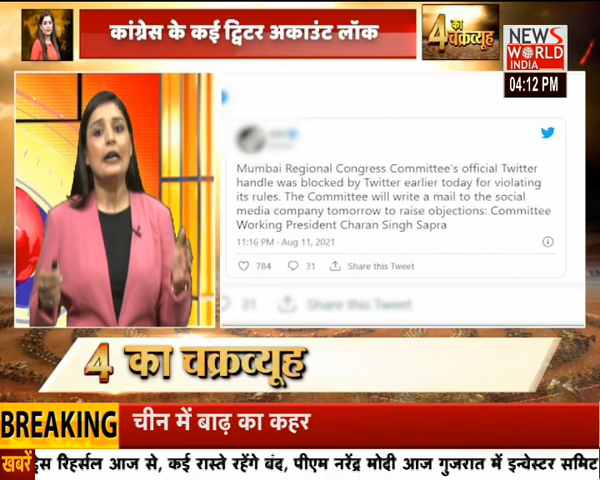 कांग्रेस के कई ट्विटर अकाउंट लॉक
4 का चक्रव्यूह
NEWS
WORLD
INDIA
04:12 PM
Mumbai Regional Congress Committee's official Twitter
handle was blocked by Twitter earlier today for violating
its rules. The Committee will write a mail to the social
media company tomorrow to raise objections: Committee
Working President Charan Singh Sapra
11:16 PM · Aug 11, 2021
784 31 Share this Tweet
31 Share this Tweet
4 का चक्रव्यूह
BREAKING चीन में बाढ़ का कहर
खबरें रिहर्सल आज से, कई रास्ते रहेंगे बंद, पीएम नरेंद्र मोदी आज गुजरात में इन्वेस्टर समिट